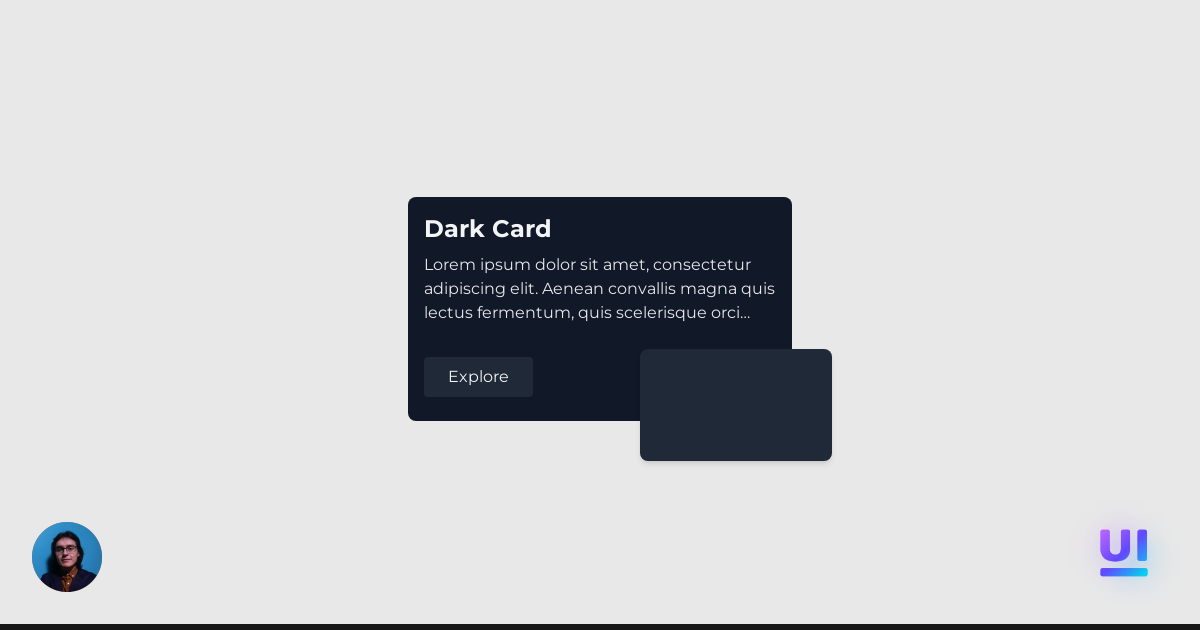 Dark Card
Lorem ipsum dolor sit amet, consectetur
adipiscing elit. Aenean convallis magna quis
lectus fermentum, quis scelerisque orci...
Explore
UI